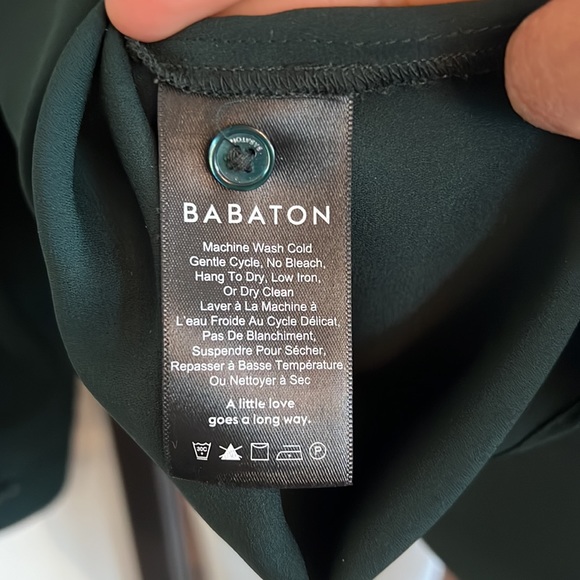 BABATON
BABATON
Machine Wash Cold
Gentle Cycle, No Bleach,
Hang To Dry, Low Iron,
Or Dry Clean
Laver à La Machine à
L'eau Froide Au Cycle Délicat,
Pas De Blanchiment,
Suspendre Pour Sécher,
Repasser à Basse Température,
Ou Nettoyer à Sec
A little love
goes a long way.
30C P